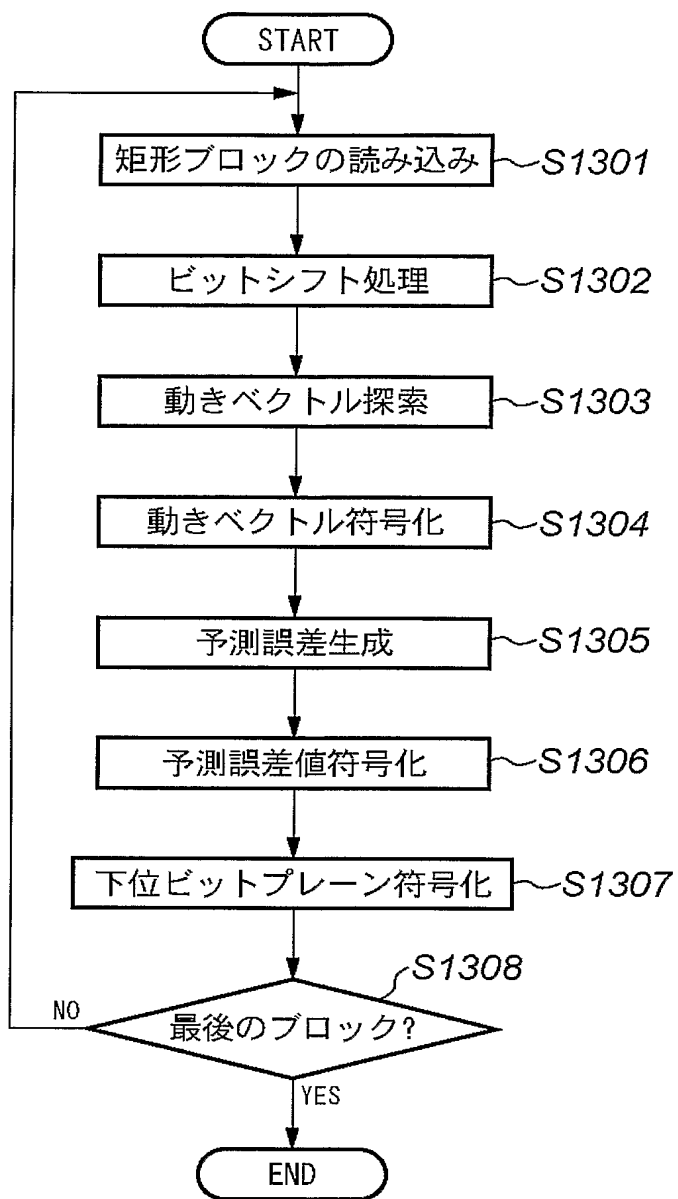 START
矩形ブロックの読み込み S1301
ビットシフト処理 S1302
動きベクトル探索 S1303
動きベクトル符号化 S1304
予測誤差生成 S1305
予測誤差値符号化 S1306
下位ビットプレーン符号化 S1307
S1308
NO 最後のブロック?
YES
END